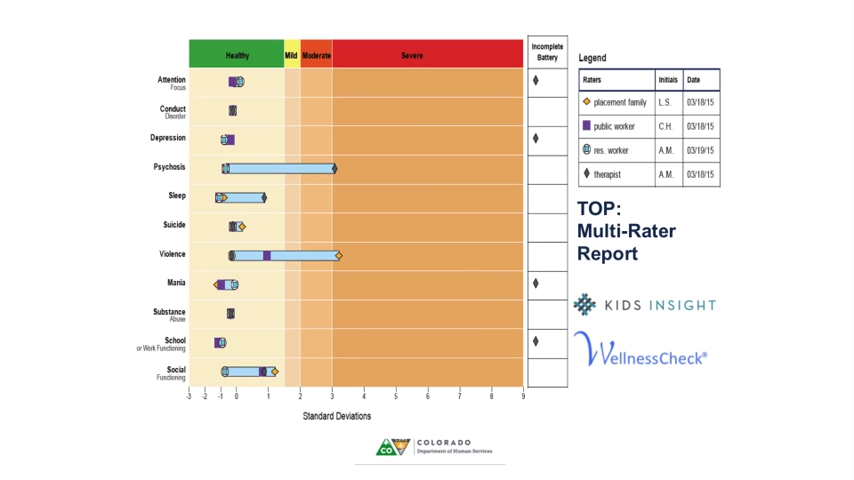 Healthy Mild Moderate Severe
Incomplete
Battery
Attention
Focus
Conduct
Disorder
Depression
Psychosis
Sleep
Suicide
Violence
Mania
Substance
Abuse
School
or Work Functioning
Social
Functioning
-3 -2 -1 0 1 2 3 4 5 6 7 8 9
Standard Deviations
Legend
Raters Initials Date
placement family L.S. 03/18/15
public worker C.H. 03/18/15
res. worker A.M. 03/19/15
therapist A.M. 03/18/15
TOP:
Multi-Rater
Report
KIDS INSIGHT
WellnessCheck®
CO
COLORADO
Department of Human Services